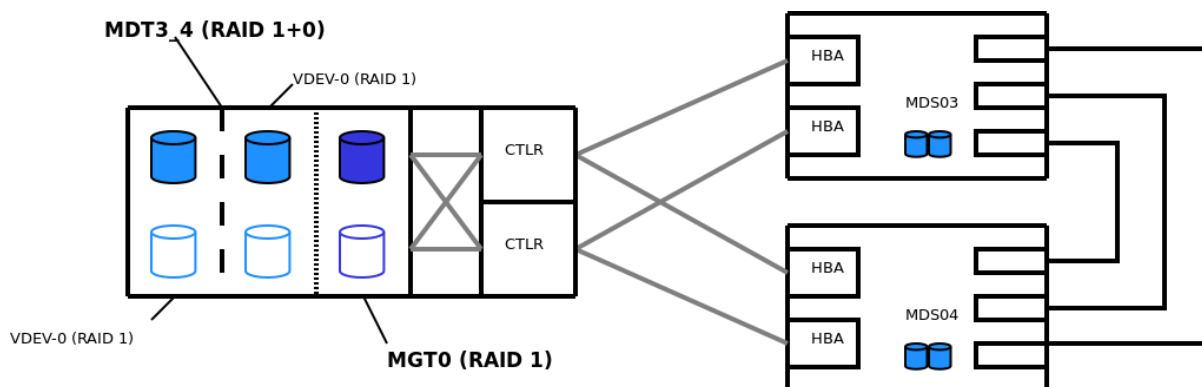 MDT3_4 (RAID 1+0)
VDEV-0 (RAID 1)
CTLR
CTLR
VDEV-0 (RAID 1)
MGT0 (RAID 1)
HBA
HBA
MDS03
HBA
HBA
MDS04